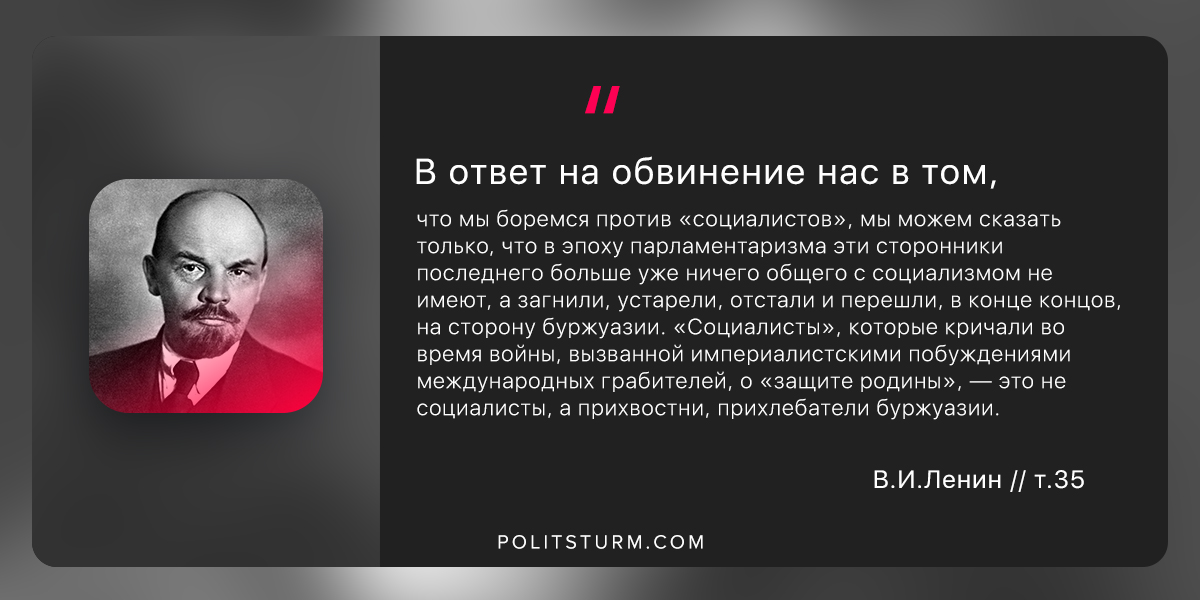 В ответ на обвинение нас в том,
что мы боремся против «социалистов», мы можем сказать
только, что в эпоху парламентаризма эти сторонники
последнего больше уже ничего общего с социализмом не
имеют, а загнили, устарели, отстали и перешли, в конце концов,
на сторону буржуазии. «Социалисты», которые кричали во
время войны, вызванной империалистскими побуждениями
международных грабителей, о «защите родины», — это не
социалисты, а прихвостни, прихлебатели буржуазии.
В.И.Ленин // т.35
POLITSTURM.COM